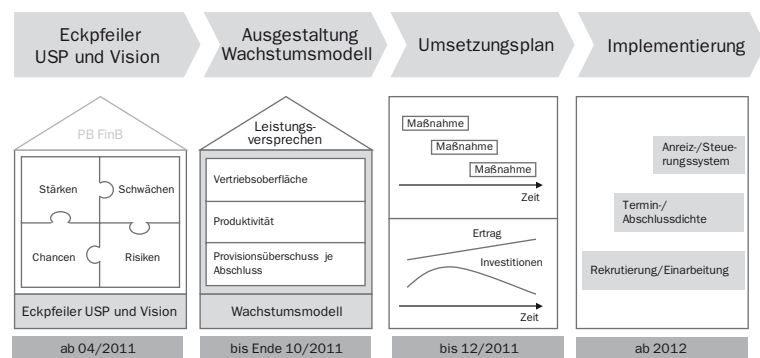 Eckpfeiler
USP und Vision
Ausgestaltung
Wachstumsmodell
Umsetzungsplan
Implementierung
PB FinB
Stärken
Schwächen
Chancen
Risiken
Eckpfeiler USP und Vision
Leistungs-
versprechen
Vertriebsoberfläche
Produktivität
Provisionsüberschuss je
Abschluss
Wachstumsmodell
Maßnahme
Maßnahme
Maßnahme
Zeit
Ertrag
Investitionen
Zeit
Anreiz-/Steue-
rungssystem
Termin-/
Abschlussdichte
Rekrutierung/Einarbeitung
ab 04/2011
bis Ende 10/2011
bis 12/2011
ab 2012